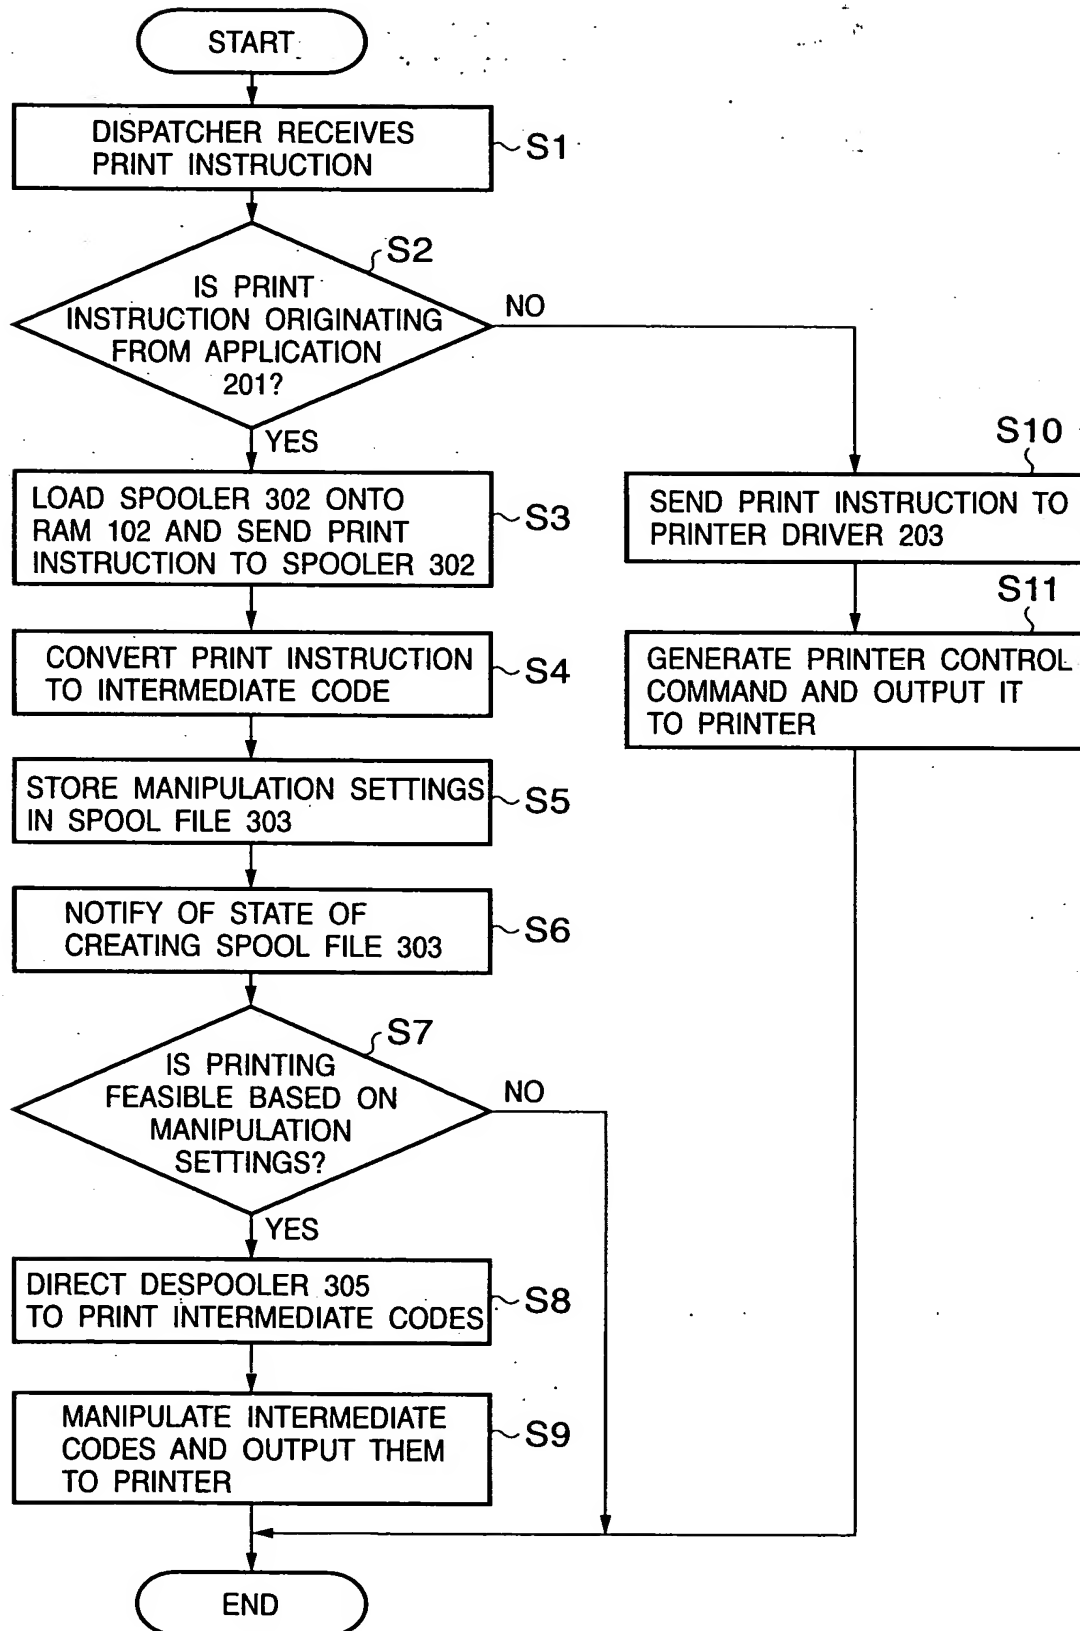 START
DISPATCHER RECEIVES
PRINT INSTRUCTION
S1
S2
IS PRINT
INSTRUCTION ORIGINATING
FROM APPLICATION
201?
NO
YES
LOAD SPOOLER 302 ONTO
RAM 102 AND SEND PRINT
INSTRUCTION TO SPOOLER 302
S3
S10
SEND PRINT INSTRUCTION TO
PRINTER DRIVER 203
S11
GENERATE PRINTER CONTROL
COMMAND AND OUTPUT IT
TO PRINTER
CONVERT PRINT INSTRUCTION
TO INTERMEDIATE CODE
S4
STORE MANIPULATION SETTINGS
IN SPOOL FILE 303
S5
NOTIFY OF STATE OF
CREATING SPOOL FILE 303
S6
S7
IS PRINTING
FEASIBLE BASED ON
MANIPULATION
SETTINGS?
NO
YES
DIRECT DESPOOLER 305
TO PRINT INTERMEDIATE CODES
S8
MANIPULATE INTERMEDIATE
CODES AND OUTPUT THEM
TO PRINTER
S9
END